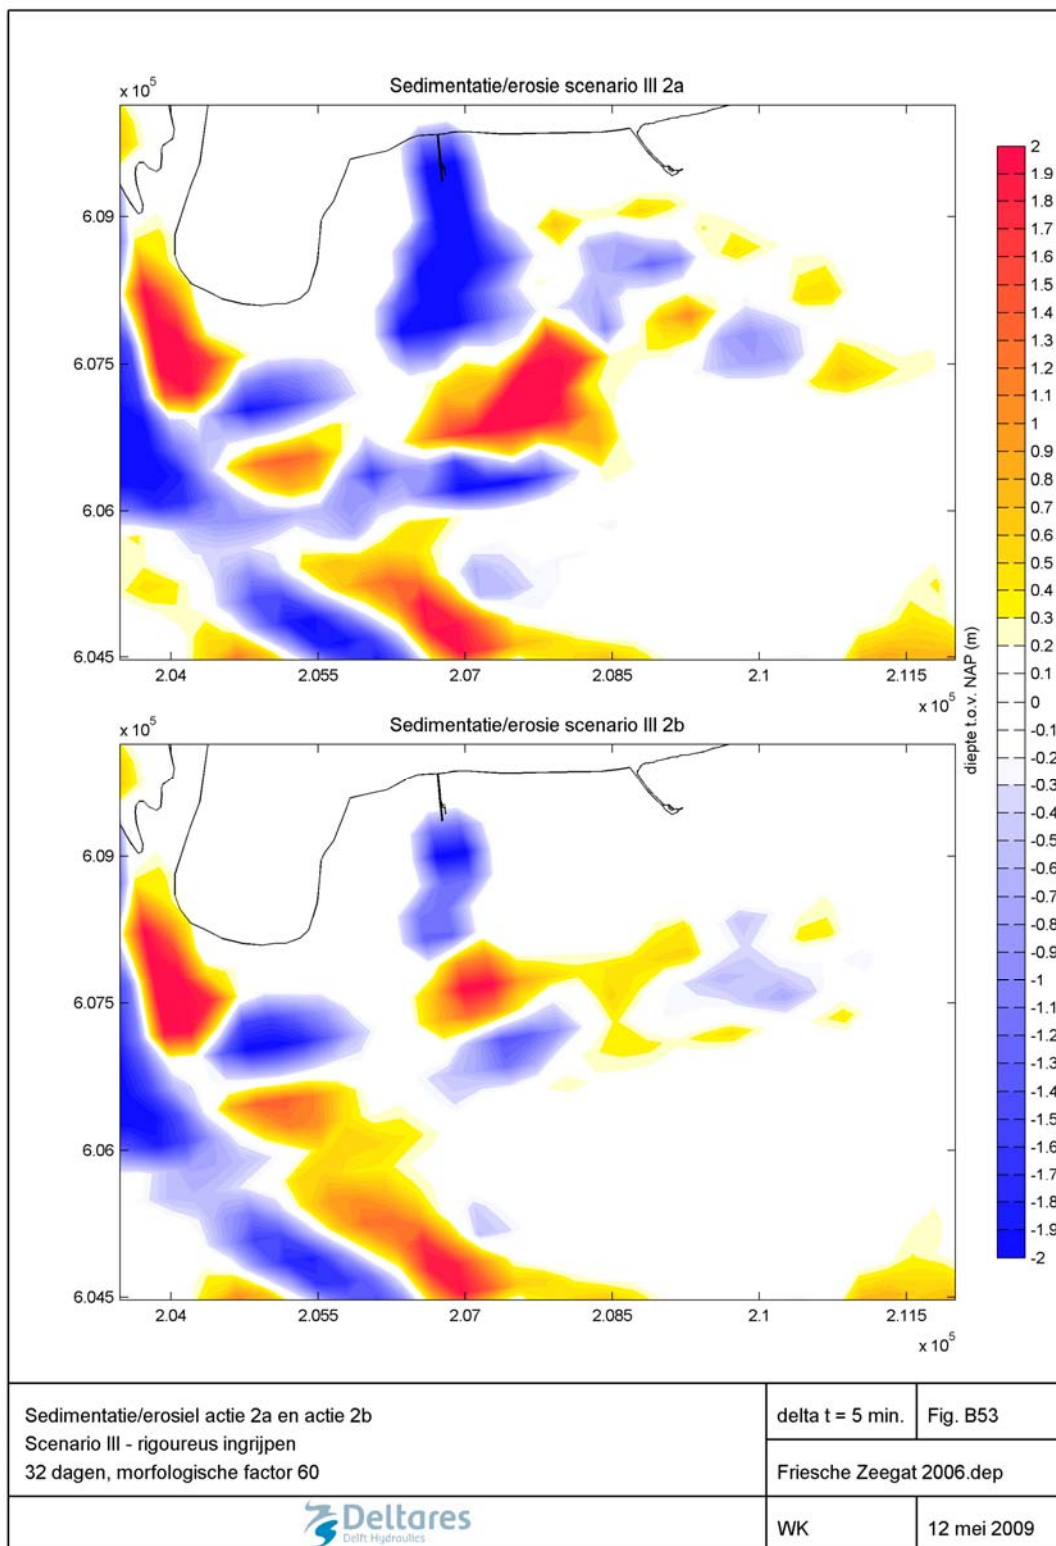 Sedimentatie/erosie scenario III 2a
x 10⁵
6.09
6.075
6.06
6.045
2.04 2.055 2.07 2.085 2.1 2.115
x 10⁵
Sedimentatie/erosie scenario III 2b
x 10⁵
6.09
6.075
6.06
6.045
2.04 2.055 2.07 2.085 2.1 2.115
x 10⁵
diepte t.o.v. NAP (m)
2
1.9
1.8
1.7
1.6
1.5
1.4
1.3
1.2
1.1
1
0.9
0.8
0.7
0.6
0.5
0.4
0.3
0.2
0.1
0
-0.1
-0.2
-0.3
-0.4
-0.5
-0.6
-0.7
-0.8
-0.9
-1
-1.1
-1.2
-1.3
-1.4
-1.5
-1.6
-1.7
-1.8
-1.9
-2
Sedimentatie/erosiel actie 2a en actie 2b
Scenario III - rigoureus ingrijpen
32 dagen, morfologische factor 60
delta t = 5 min. Fig. B53
Friesche Zeegat 2006.dep
Deltares
Delft Hydraulics
WK 12 mei 2009